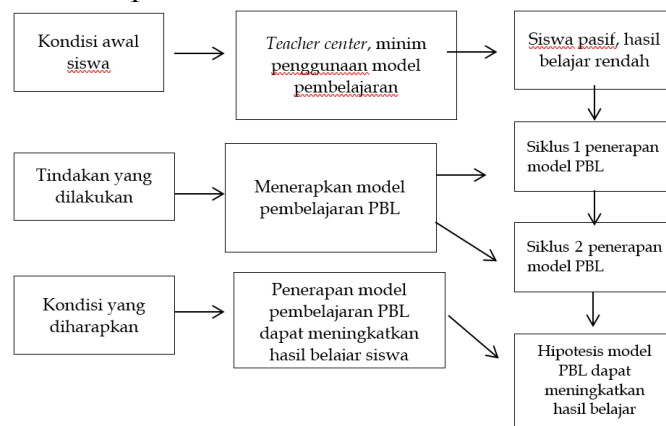 Kondisi awal
siswa
Teacher center, minim
penggunaan model
pembelajaran
Siswa pasif, hasil
belajar rendah
Siklus 1 penerapan
model PBL
Tindakan yang
dilakukan
Menerapkan model
pembelajaran PBL
Siklus 2 penerapan
model PBL
Kondisi yang
diharapkan
Penerapan model
pembelajaran PBL
dapat meningkatkan
hasil belajar siswa
Hipotesis model
PBL dapat
meningkatkan
hasil belajar